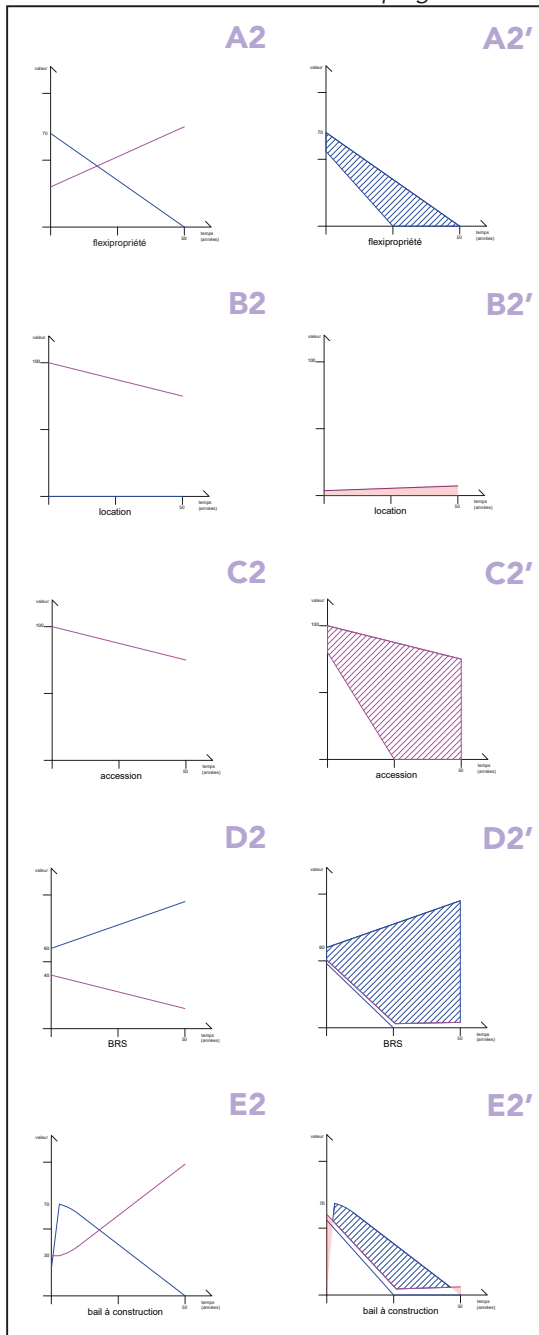 A2 A2′
valeur valeur
70 70
50 50
temps (années) temps (années)
flexipropriété flexipropriété
B2 B2′
valeur valeur
100 100
50 50
temps (années) temps (années)
location location
C2 C2′
valeur valeur
100 100
50 50
temps (années) temps (années)
accession accession
D2 D2′
valeur valeur
60 60
40
50 50
temps (années) temps (années)
BRS BRS
E2 E2′
valeur valeur
70 70
30
50 50
temps (années) temps (années)
bail à construction bail à construction